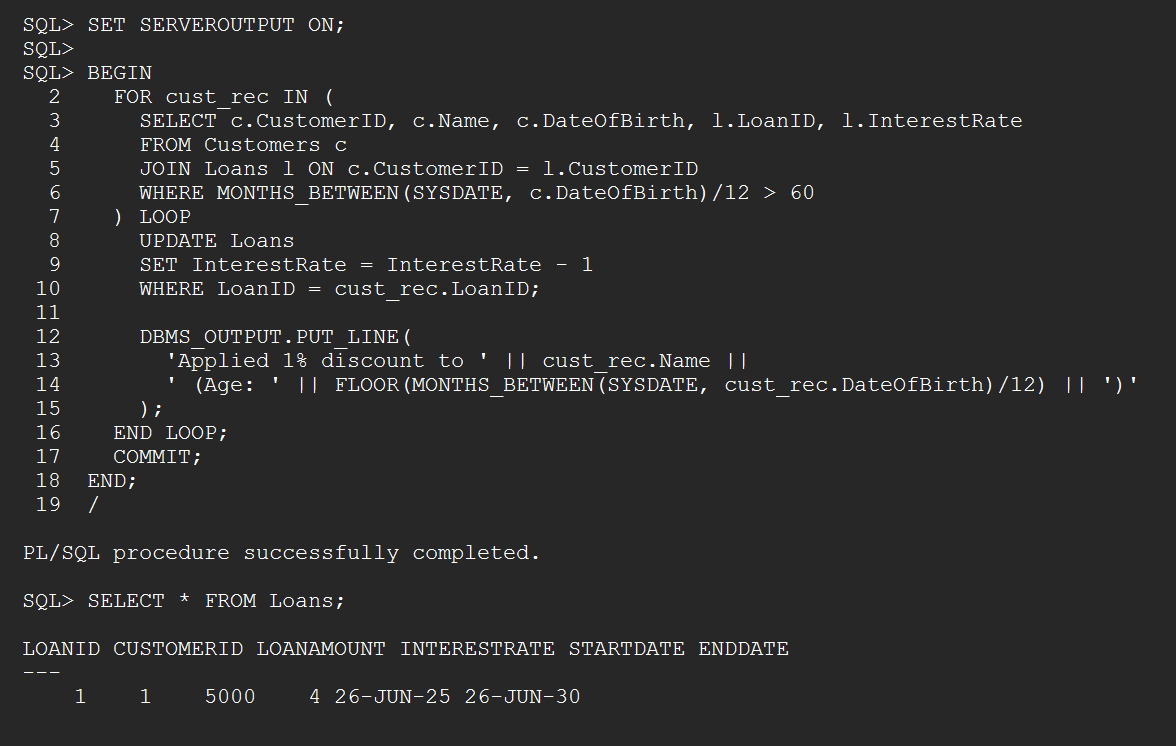 SQL> SET SERVEROUTPUT ON;
SQL>
SQL> BEGIN
  2    FOR cust_rec IN (
  3      SELECT c.CustomerID, c.Name, c.DateOfBirth, l.LoanID, l.InterestRate
  4      FROM Customers c
  5      JOIN Loans l ON c.CustomerID = l.CustomerID
  6      WHERE MONTHS_BETWEEN(SYSDATE, c.DateOfBirth)/12 > 60
  7    ) LOOP
  8      UPDATE Loans
  9      SET InterestRate = InterestRate - 1
 10      WHERE LoanID = cust_rec.LoanID;
 11
 12      DBMS_OUTPUT.PUT_LINE(
 13        'Applied 1% discount to ' || cust_rec.Name ||
 14        ' (Age: ' || FLOOR(MONTHS_BETWEEN(SYSDATE, cust_rec.DateOfBirth)/12) || ')'
 15      );
 16    END LOOP;
 17    COMMIT;
 18  END;
 19  /
PL/SQL procedure successfully completed.
SQL> SELECT * FROM Loans;
LOANID CUSTOMERID LOANAMOUNT INTERESTRATE STARTDATE ENDDATE
---
    1    1    5000    4 26-JUN-25 26-JUN-30